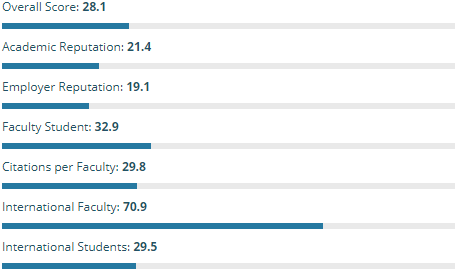 Overall Score: 28.1
Academic Reputation: 21.4
Employer Reputation: 19.1
Faculty Student: 32.9
Citations per Faculty: 29.8
International Faculty: 70.9
International Students: 29.5